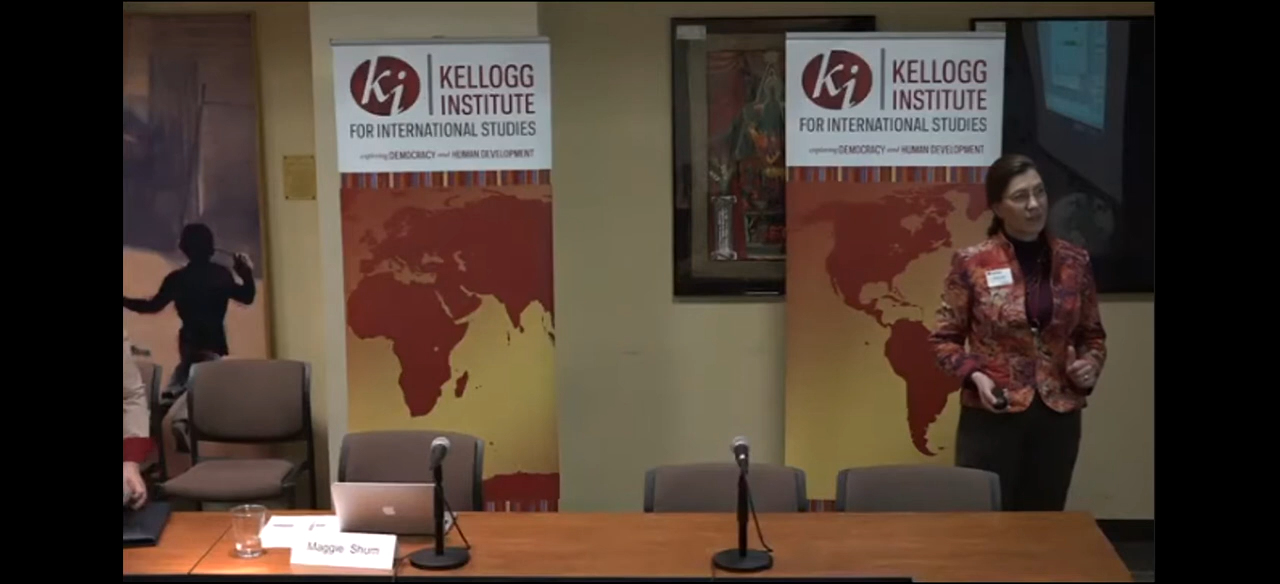 ki
KELLOGG
INSTITUTE
FOR INTERNATIONAL STUDIES
exploring DEMOCRACY and HUMAN DEVELOPMENT
ki
KELLOGG
INSTITUTE
FOR INTERNATIONAL STUDIES
exploring DEMOCRACY and HUMAN DEVELOPMENT
Maggie Shum